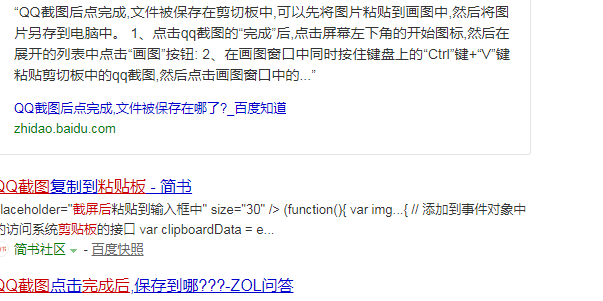 “QQ截图后点完成,文件被保存在剪切板中,可以先将图片粘贴到画图中,然后将图
片另存到电脑中。 1、点击qq截图的“完成”后,点击屏幕左下角的开始图标,然后在
展开的列表中点击“画图”按钮: 2、在画图窗口中同时按住键盘上的“Ctrl”键+“V”键
粘贴剪切板中的qq截图,然后点击画图窗口中的...”
QQ截图后点完成,文件被保存在哪了?_百度知道
zhidao.baidu.com
QQ截图复制到粘贴板 - 简书
laceholder="截屏后粘贴到输入框中" size="30" /> (function(){ var img...{ // 添加到事件对象中
的访问系统剪贴板的接口 var clipboardData = e...
简书社区 - 百度快照
QQ截图点击完成后,保存到哪???-ZOL问答